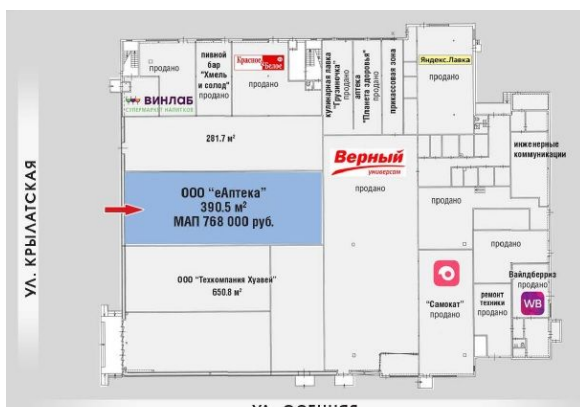 продано
пивной
бар
"Хмель
и солод"
продано
Красное&Белое
продано
ВИНЛАБ
СУПЕРМАРКЕТ НАПИТКОВ
кулинарная лавка
"Грузиночка"
продано
аптека
"Планета здоровья"
продано
прикассовая зона
Яндекс.Лавка
продано
281.7 м²
Верный
универсам
продано
инженерные
коммуникации
ООО "еАптека"
390.5 м²
МАП 768 000 руб.
продано
продано
ООО "Техкомпания Хуавей"
650.8 м²
"Самокат"
продано
ремонт
техники
продано
Вайлдберриз
продано
WB
УЛ. КРЫЛАТСКАЯ